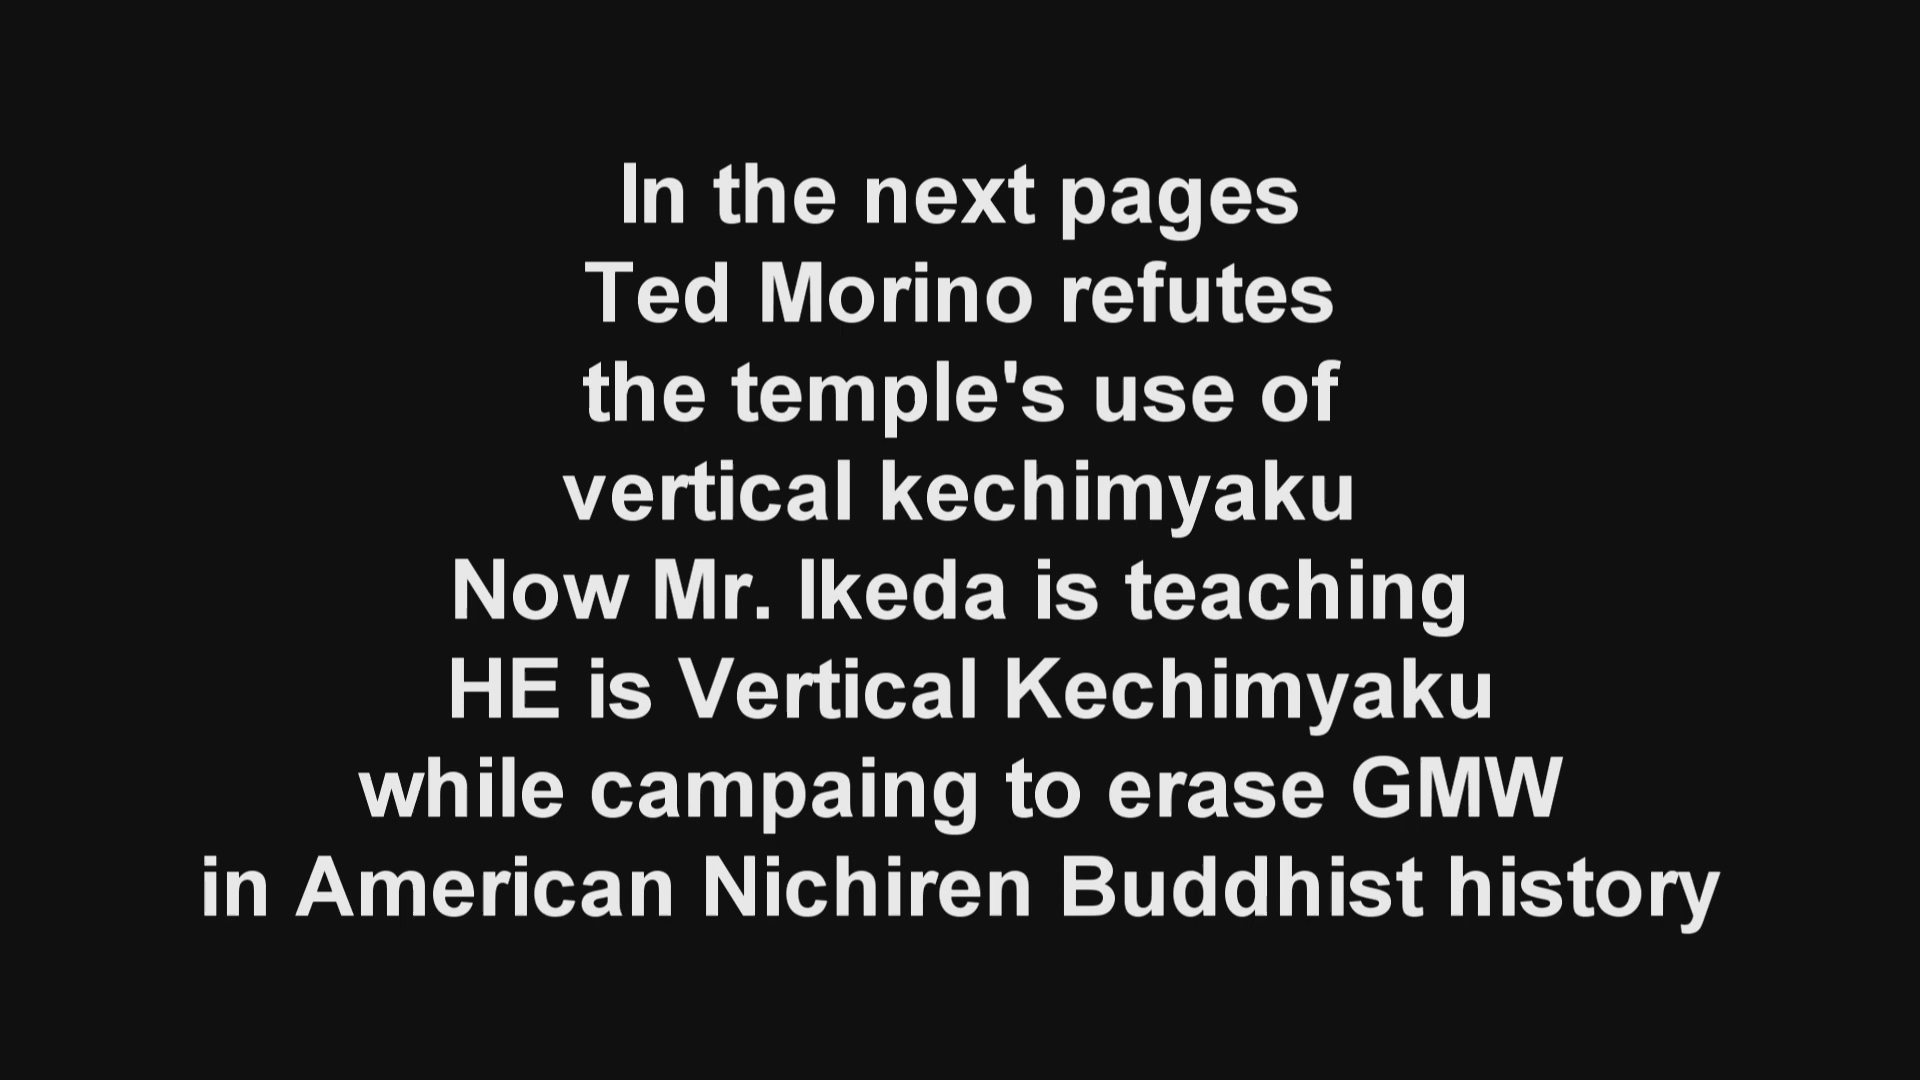 In the next pages
Ted Morino refutes
the temple's use of
vertical kechimyaku
Now Mr. Ikeda is teaching
HE is Vertical Kechimyaku
while campaing to erase GMW
in American Nichiren Buddhist history